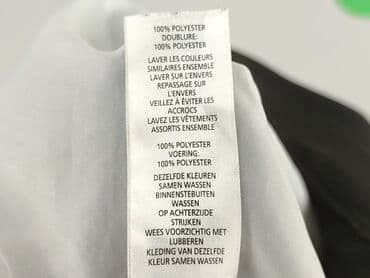 100% POLYESTER
DOUBLURE:
100% POLYESTER
LAVER LES COULEURS
SIMILAIRES ENSEMBLE
LAVER SUR L'ENVERS
REPASSAGE SUR
L'ENVERS
VEILLEZ À ÉVITER LES
ACCROCS
LAVEZ LES VÊTEMENTS
ASSORTIS ENSEMBLE
100% POLYESTER
VOERING:
100% POLYESTER
DEZELFDE KLEUREN
SAMEN WASSEN
BINNENSTEBUITEN
WASSEN
OP ACHTERZIJDE
STRIJKEN
WEES VOORZICHTIG MET
LUBBEREN
KLEDING VAN DEZELFDE
KLEUR SAMEN WASSEN